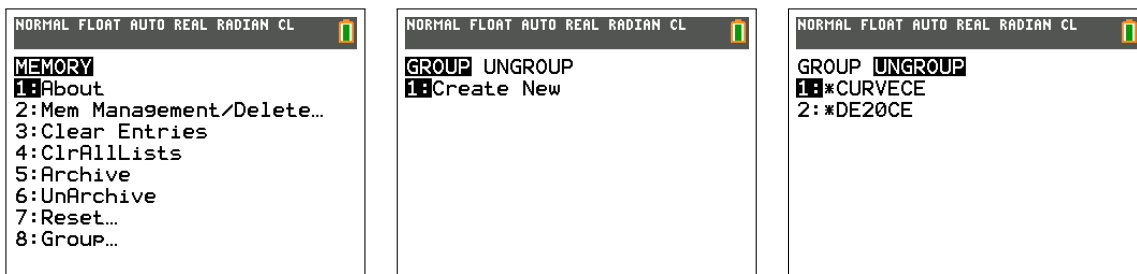 NORMAL FLOAT AUTO REAL RADIAN CL
MEMORY
1:About
2:Mem Management/Delete…
3:Clear Entries
4:ClrAllLists
5:Archive
6:UnArchive
7:Reset…
8:Group…
NORMAL FLOAT AUTO REAL RADIAN CL
GROUP UNGROUP
1:Create New
NORMAL FLOAT AUTO REAL RADIAN CL
GROUP UNGROUP
1:*CURVECE
2:*DE20CE